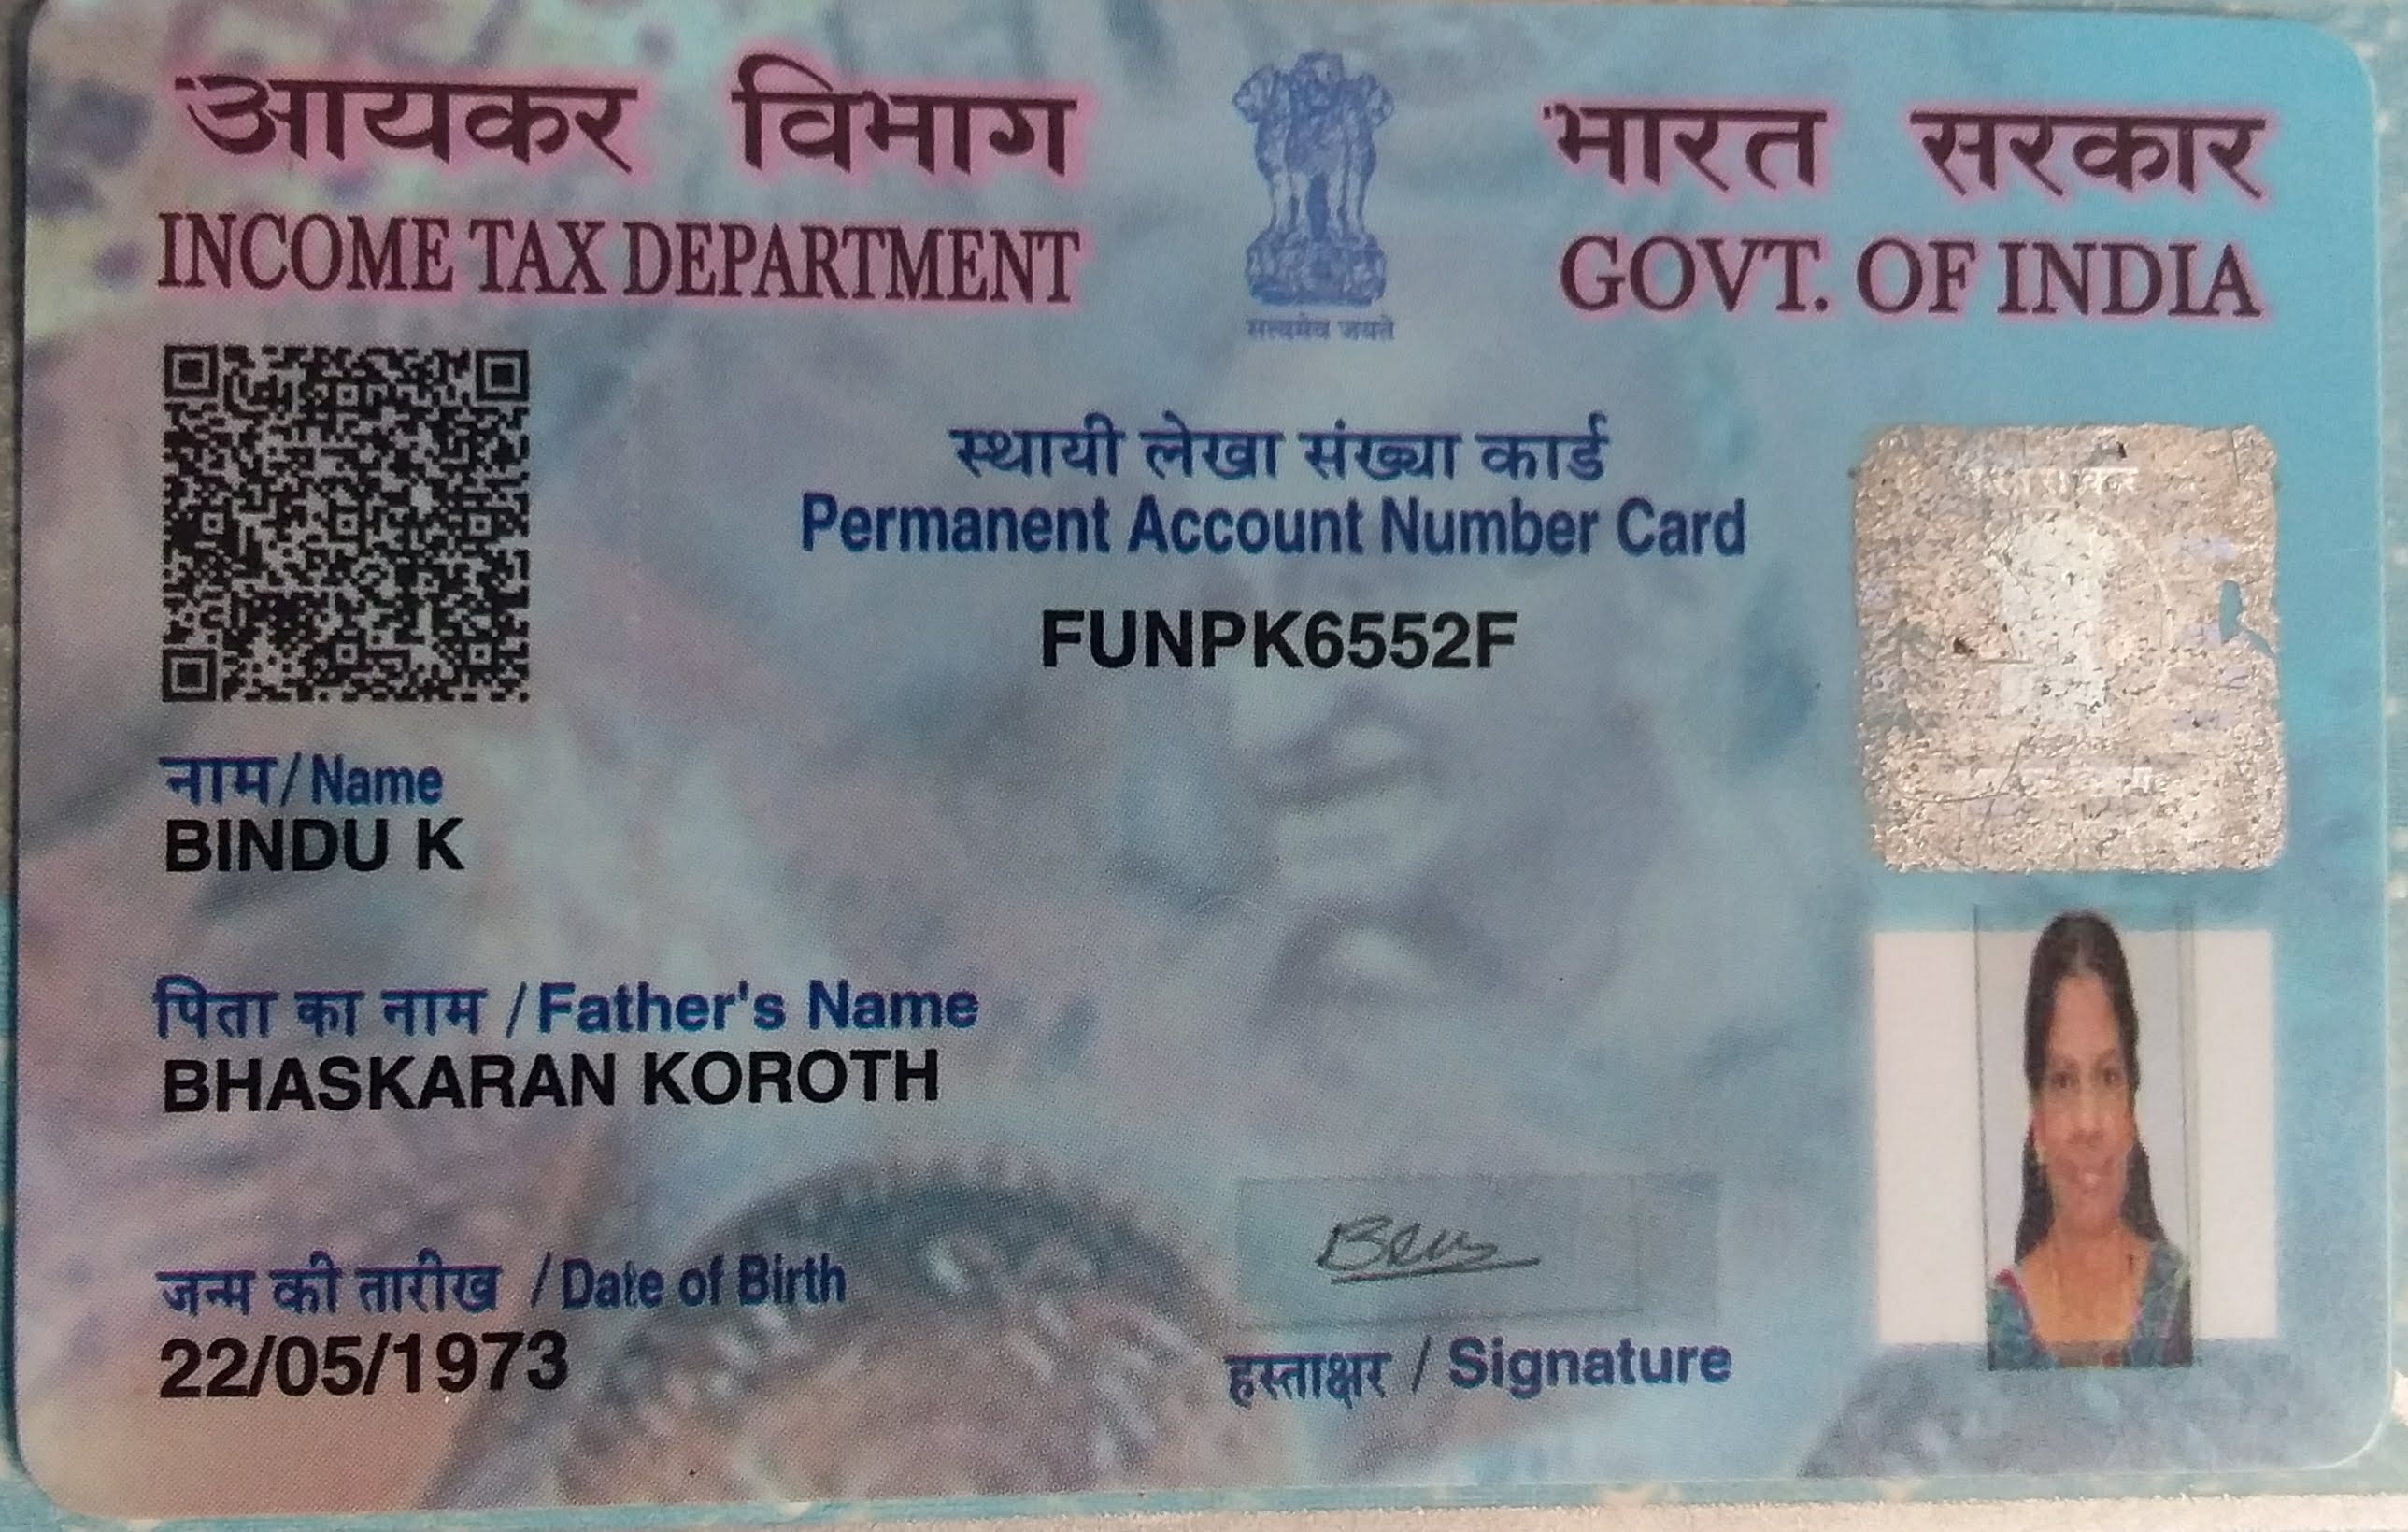 आयकर विभाग
INCOME TAX DEPARTMENT
सत्यमेव जयते
भारत सरकार
GOVT. OF INDIA
स्थायी लेखा संख्या कार्ड
Permanent Account Number Card
FUNPK6552F
नाम/Name
BINDU K
पिता का नाम /Father's Name
BHASKARAN KOROTH
जन्म की तारीख /Date of Birth
22/05/1973
हस्ताक्षर / Signature